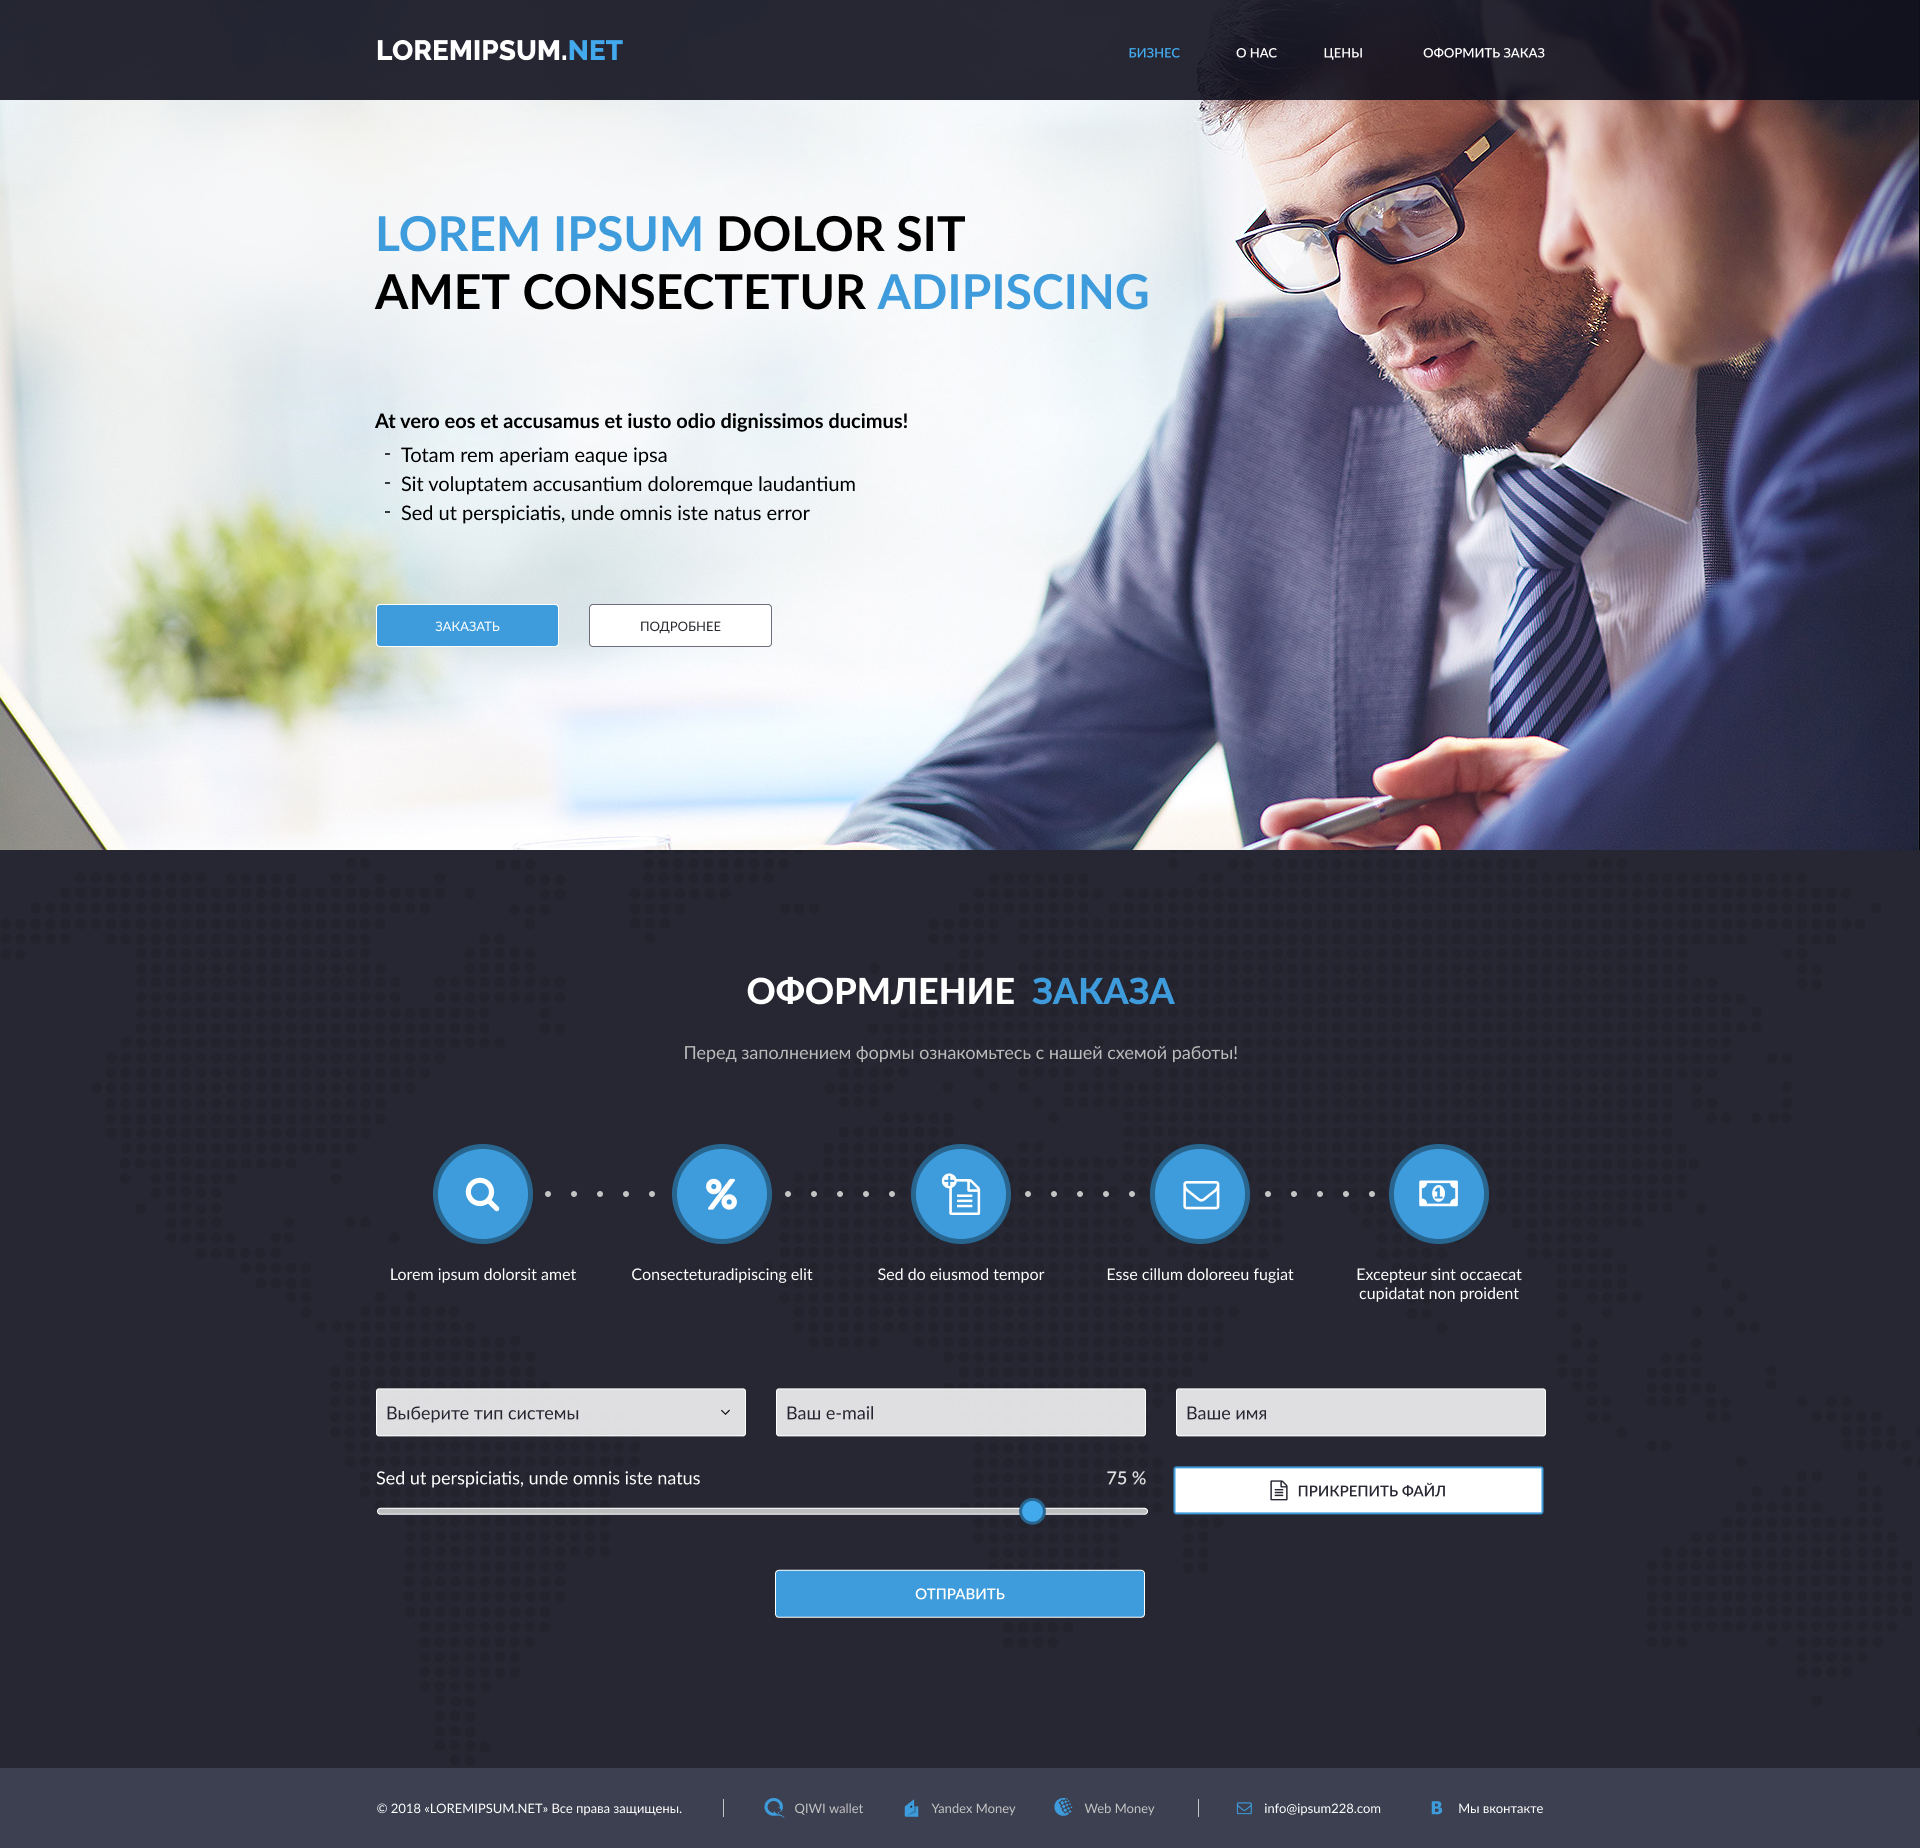 LOREMIPSUM.NET
БИЗНЕС
О НАС
ЦЕНЫ
ОФОРМИТЬ ЗАКАЗ
LOREM IPSUM DOLOR SIT
AMET CONSECTETUR ADIPISCING
At vero eos et accusamus et iusto odio dignissimos ducimus!
- Totam rem aperiam eaque ipsa
- Sit voluptatem accusantium doloremque laudantium
- Sed ut perspiciatis, unde omnis iste natus error
ЗАКАЗАТЬ
ПОДРОБНЕЕ
ОФОРМЛЕНИЕ ЗАКАЗА
Перед заполнением формы ознакомьтесь с нашей схемой работы!
Lorem ipsum dolorsit amet
Consecteturadipiscing elit
Sed do eiusmod tempor
Esse cillum doloreeu fugiat
Excepteur sint occaecat
cupidatat non proident
Выберите тип системы
Ваш e-mail
Ваше имя
Sed ut perspiciatis, unde omnis iste natus
75 %
ПРИКРЕПИТЬ ФАЙЛ
ОТПРАВИТЬ
© 2018 «LOREMIPSUM.NET» Все права защищены.
QIWI wallet
Yandex Money
Web Money
info@ipsum228.com
Мы вконтакте